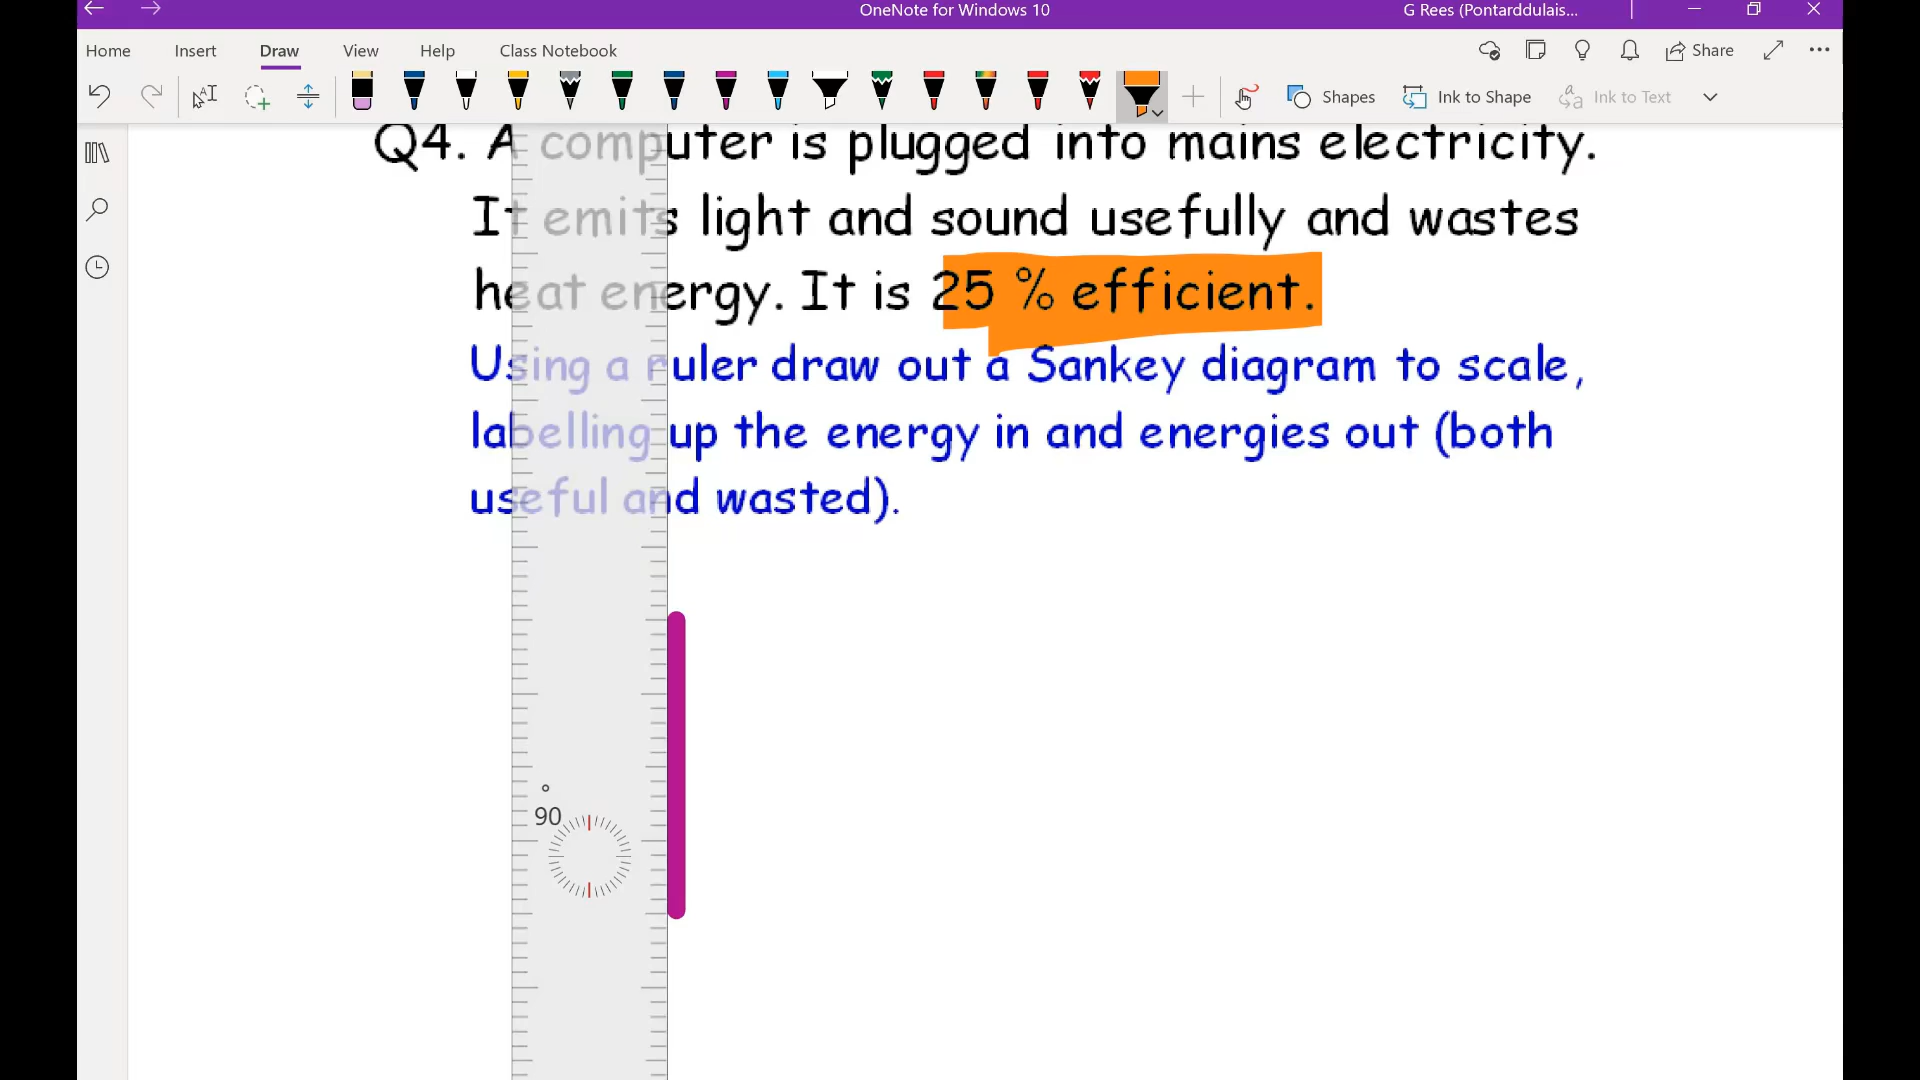 OneNote for Windows 10
G Rees (Pontarddulais...
Home Insert Draw View Help Class Notebook
Share
Shapes Ink to Shape Ink to Text
Q4. A computer is plugged into mains electricity.
It emits light and sound usefully and wastes
heat energy. It is 25 % efficient.
Using a ruler draw out a Sankey diagram to scale,
labelling up the energy in and energies out (both
useful and wasted).
90°